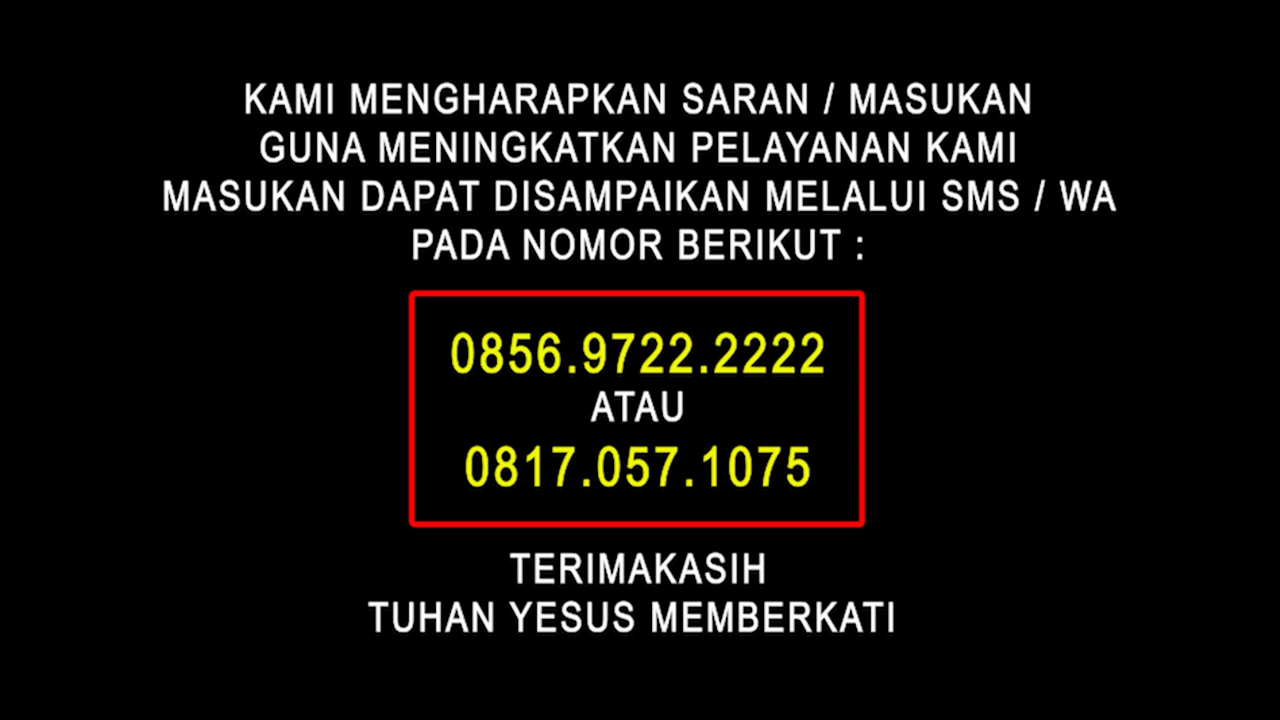 KAMI MENGHARAPKAN SARAN / MASUKAN
GUNA MENINGKATKAN PELAYANAN KAMI
MASUKAN DAPAT DISAMPAIKAN MELALUI SMS / WA
PADA NOMOR BERIKUT :
0856.9722.2222
ATAU
0817.057.1075
TERIMAKASIH
TUHAN YESUS MEMBERKATI